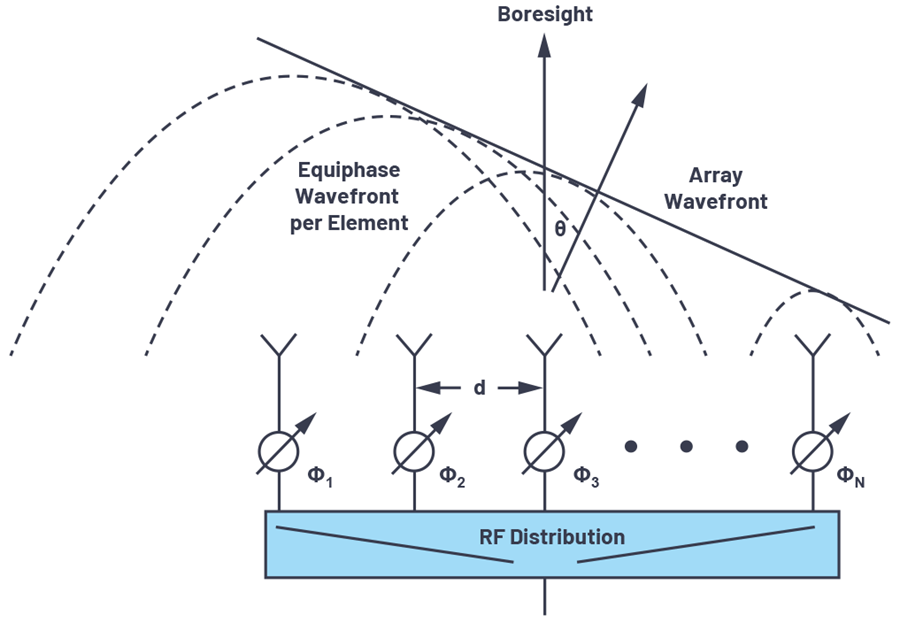 Boresight
Equiphase
Wavefront
per Element
Array
Wavefront
θ
d
Φ1
Φ2
Φ3
ΦN
RF Distribution